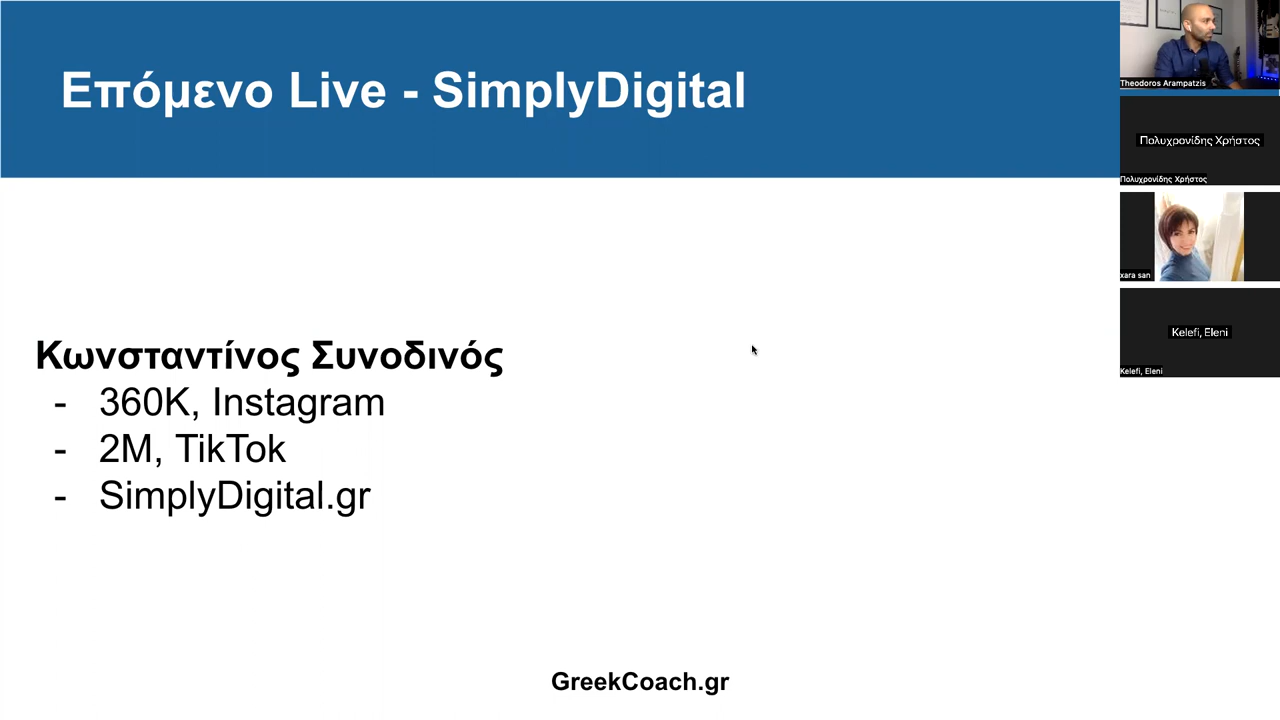 Επόμενο Live - SimplyDigital
Κωνσταντίνος Συνοδινός
- 360K, Instagram
- 2M, TikTok
- SimplyDigital.gr
GreekCoach.gr
Theodoros Arampatzis
Πολυχρονίδης Χρήστος
Πολυχρονίδης Χρήστος
xara san
Kelefi, Eleni
Kelefi, Eleni